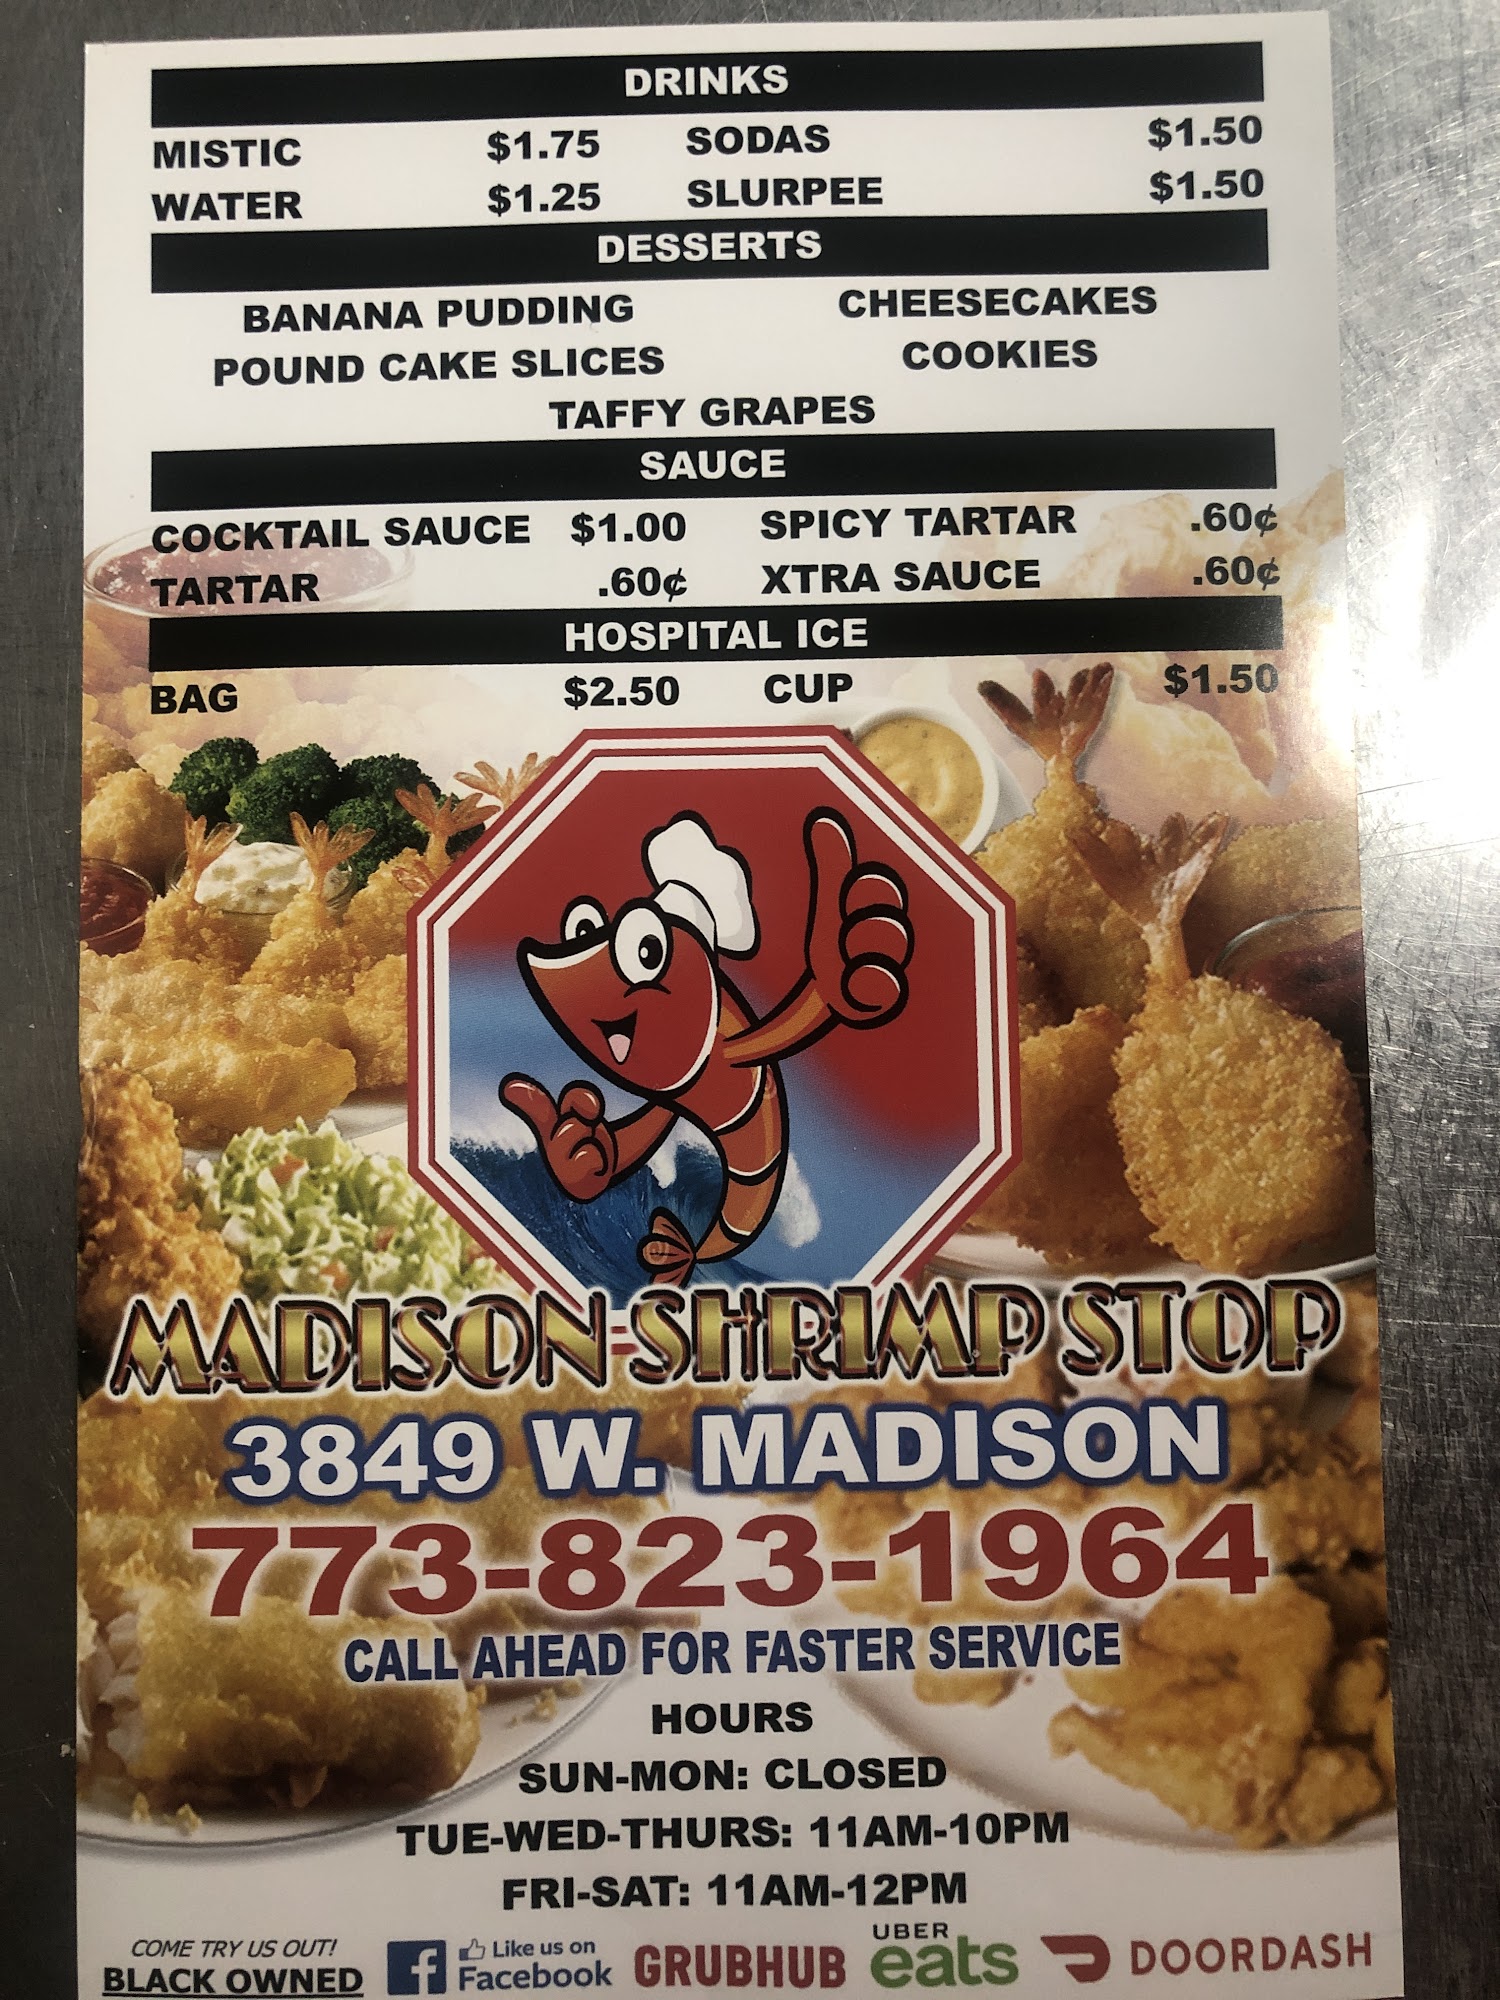 DRINKS
MISTIC $1.75 SODAS $1.50
WATER $1.25 SLURPEE $1.50
DESSERTS
BANANA PUDDING CHEESECAKES
POUND CAKE SLICES COOKIES
TAFFY GRAPES
SAUCE
COCKTAIL SAUCE $1.00 SPICY TARTAR .60¢
TARTAR .60¢ XTRA SAUCE .60¢
HOSPITAL ICE
BAG $2.50 CUP $1.50
MADISON SHRIMP STOP
3849 W. MADISON
773-823-1964
CALL AHEAD FOR FASTER SERVICE
HOURS
SUN-MON: CLOSED
TUE-WED-THURS: 11AM-10PM
FRI-SAT: 11AM-12PM
COME TRY US OUT!
BLACK OWNED
f Like us on
Facebook
GRUBHUB
UBER
eats
DOORDASH